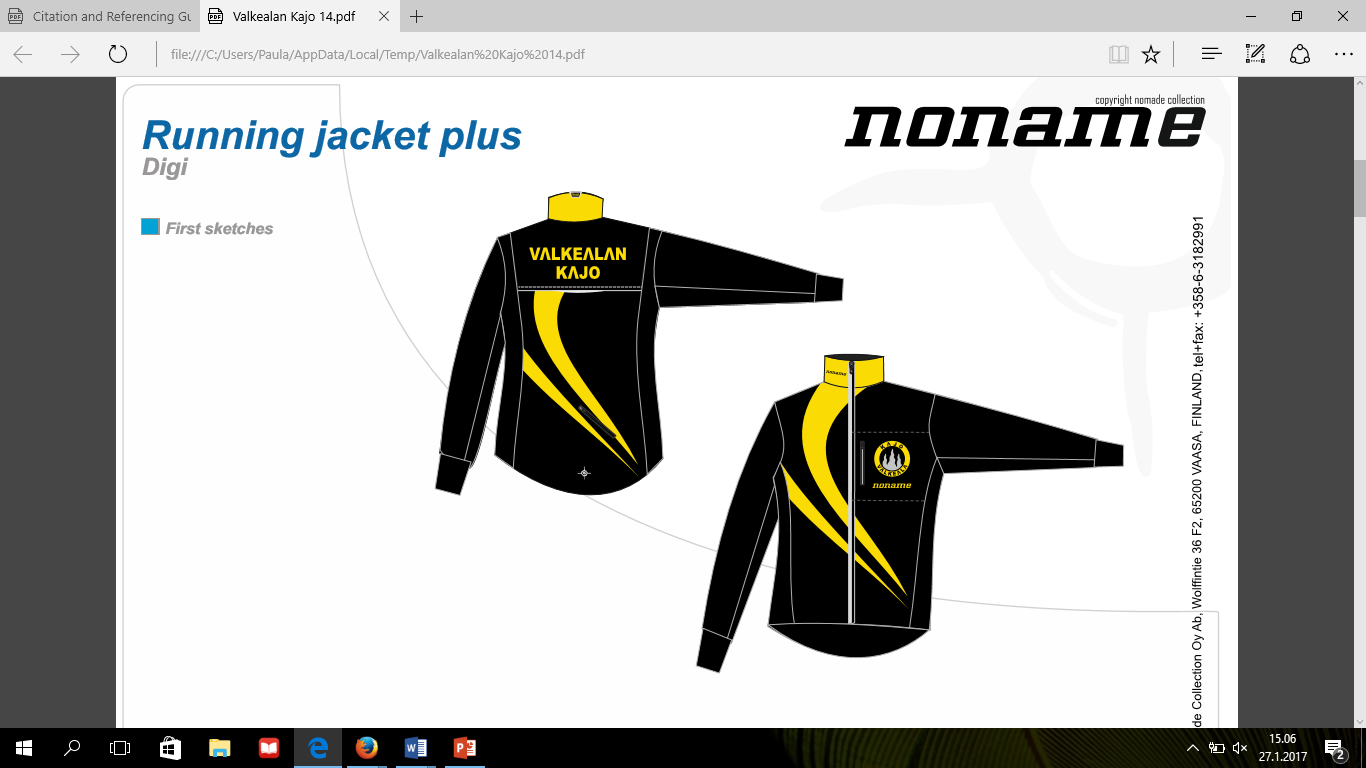 Citation and Referencing Gu
Valkealan Kajo 14.pdf
file:///C:/Users/Paula/AppData/Local/Temp/Valkealan%20Kajo%2014.pdf
Running jacket plus
Digi
First sketches
copyright nomade collection
noname
VALKEALAN
KAJO
noname
KAJO
VALKEALA
noname
de Collection Oy Ab, Wolffintie 36 F2, 65200 VAASA, FINLAND, tel+fax: +358-6-3182991
15.06
27.1.2017
2